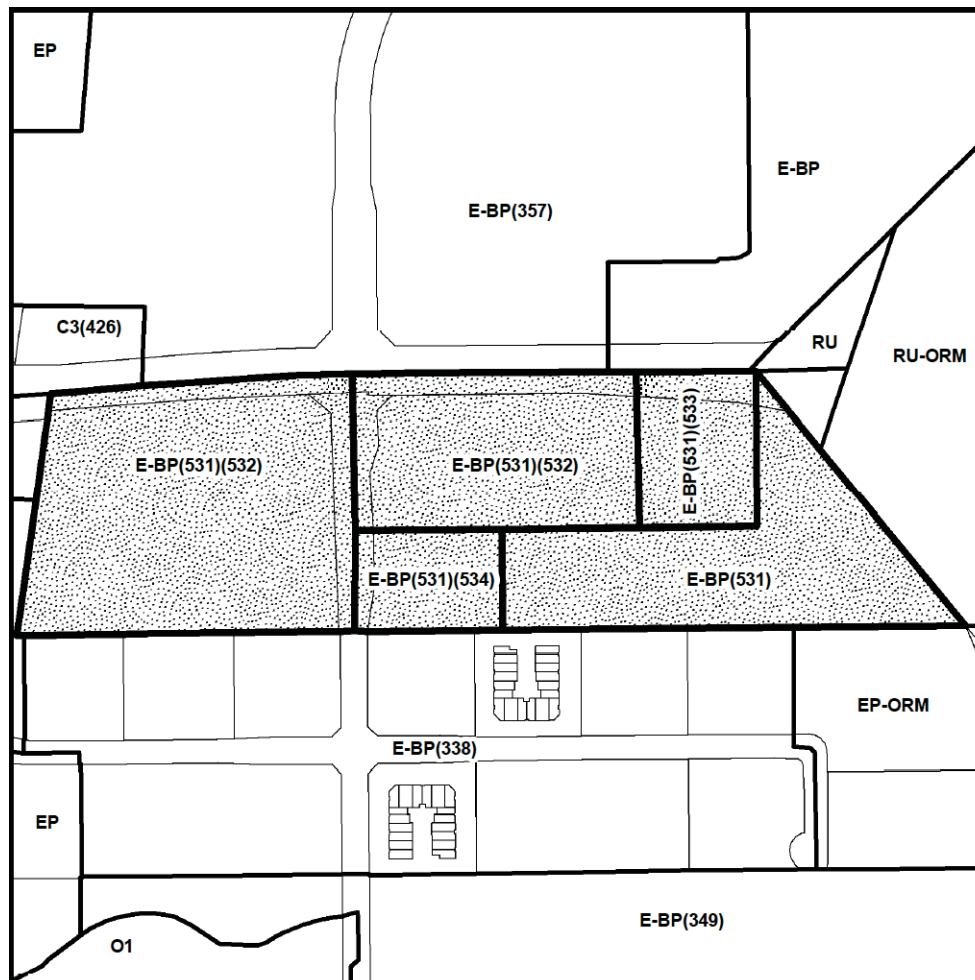 EP
E-BP
E-BP(357)
C3(426)
RU
RU-ORM
E-BP(531)(532)
E-BP(531)(532)
E-BP(531)(533)
E-BP(531)(534)
E-BP(531)
EP-ORM
E-BP(338)
EP
E-BP(349)
O1